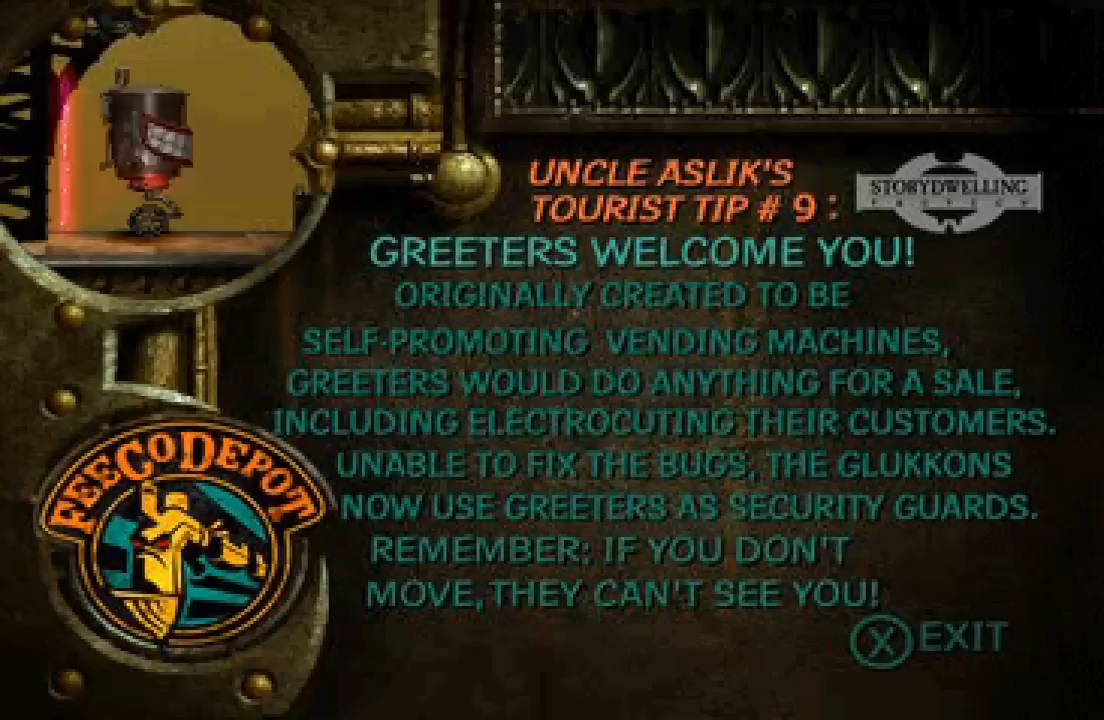 UNCLE ASLIK'S
TOURIST TIP # 9 :
STORYDWELLING
GREETERS WELCOME YOU!
ORIGINALLY CREATED TO BE
SELF-PROMOTING VENDING MACHINES,
GREETERS WOULD DO ANYTHING FOR A SALE,
INCLUDING ELECTROCUTING THEIR CUSTOMERS.
UNABLE TO FIX THE BUGS, THE GLUKKONS
NOW USE GREETERS AS SECURITY GUARDS.
REMEMBER: IF YOU DON'T
MOVE, THEY CAN'T SEE YOU!
X EXIT
FEECO DEPOT